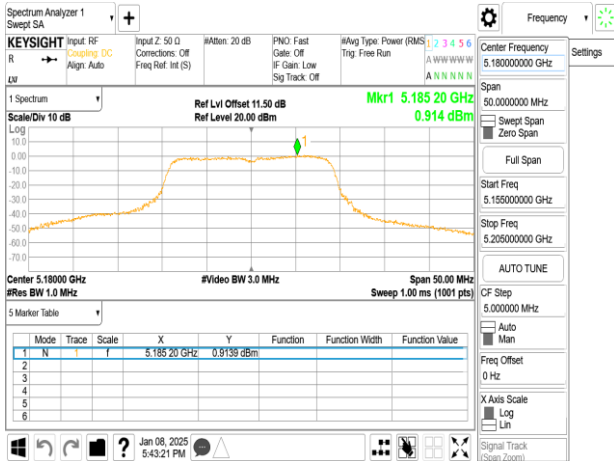 Spectrum Analyzer 1
Swept SA
+
Frequency
KEYSIGHT
R
LXI
Input: RF
Coupling: DC
Align: Auto
Input Z: 50 Ω
Corrections: Off
Freq Ref: Int (S)
#Atten: 20 dB
PNO: Fast
Gate: Off
IF Gain: Low
Sig Track: Off
#Avg Type: Power (RMS
Trig: Free Run
1 2 3 4 5 6
A W W W W W
A N N N N N
Center Frequency
5.18000000 GHz
Settings
Span
50.0000000 MHz
Swept Span
Zero Span
Full Span
Start Freq
5.155000000 GHz
Stop Freq
5.205000000 GHz
AUTO TUNE
CF Step
5.000000 MHz
Auto
Man
Freq Offset
0 Hz
X Axis Scale
Log
Lin
Signal Track
(Span Zoom)
1 Spectrum
Scale/Div 10 dB
Ref Lvl Offset 11.50 dB
Ref Level 20.00 dBm
Mkr1 5.185 20 GHz
0.914 dBm
Log
10.0
0.00
-10.0
-20.0
-30.0
-40.0
-50.0
-60.0
-70.0
1
Center 5.18000 GHz
#Res BW 1.0 MHz
#Video BW 3.0 MHz
Span 50.00 MHz
Sweep 1.00 ms (1001 pts)
5 Marker Table
Mode Trace Scale X Y Function Function Width Function Value
1 N 1 f 5.185 20 GHz 0.9139 dBm
2
3
4
5
6
?
Jan 08, 2025
5:43:21 PM